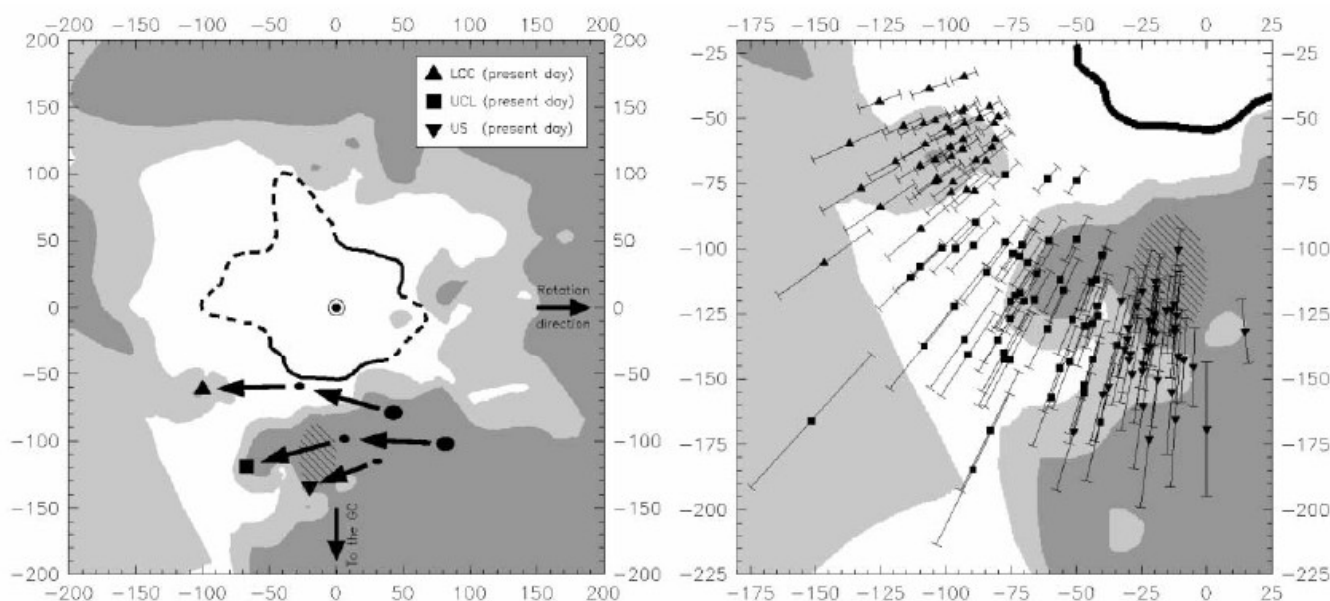 -200 -150 -100 -50 0 50 100 150 200
200 200
150 150
100 100
50 50
0 0
-50 -50
-100 -100
-150 -150
-200 -200
-200 -150 -100 -50 0 50 100 150 200
LCC (present day)
UCL (present day)
US (present day)
Rotation
direction
To the GC
-175 -150 -125 -100 -75 -50 -25 0 25
-25 -25
-50 -50
-75 -75
-100 -100
-125 -125
-150 -150
-175 -175
-200 -200
-225 -225
-175 -150 -125 -100 -75 -50 -25 0 25